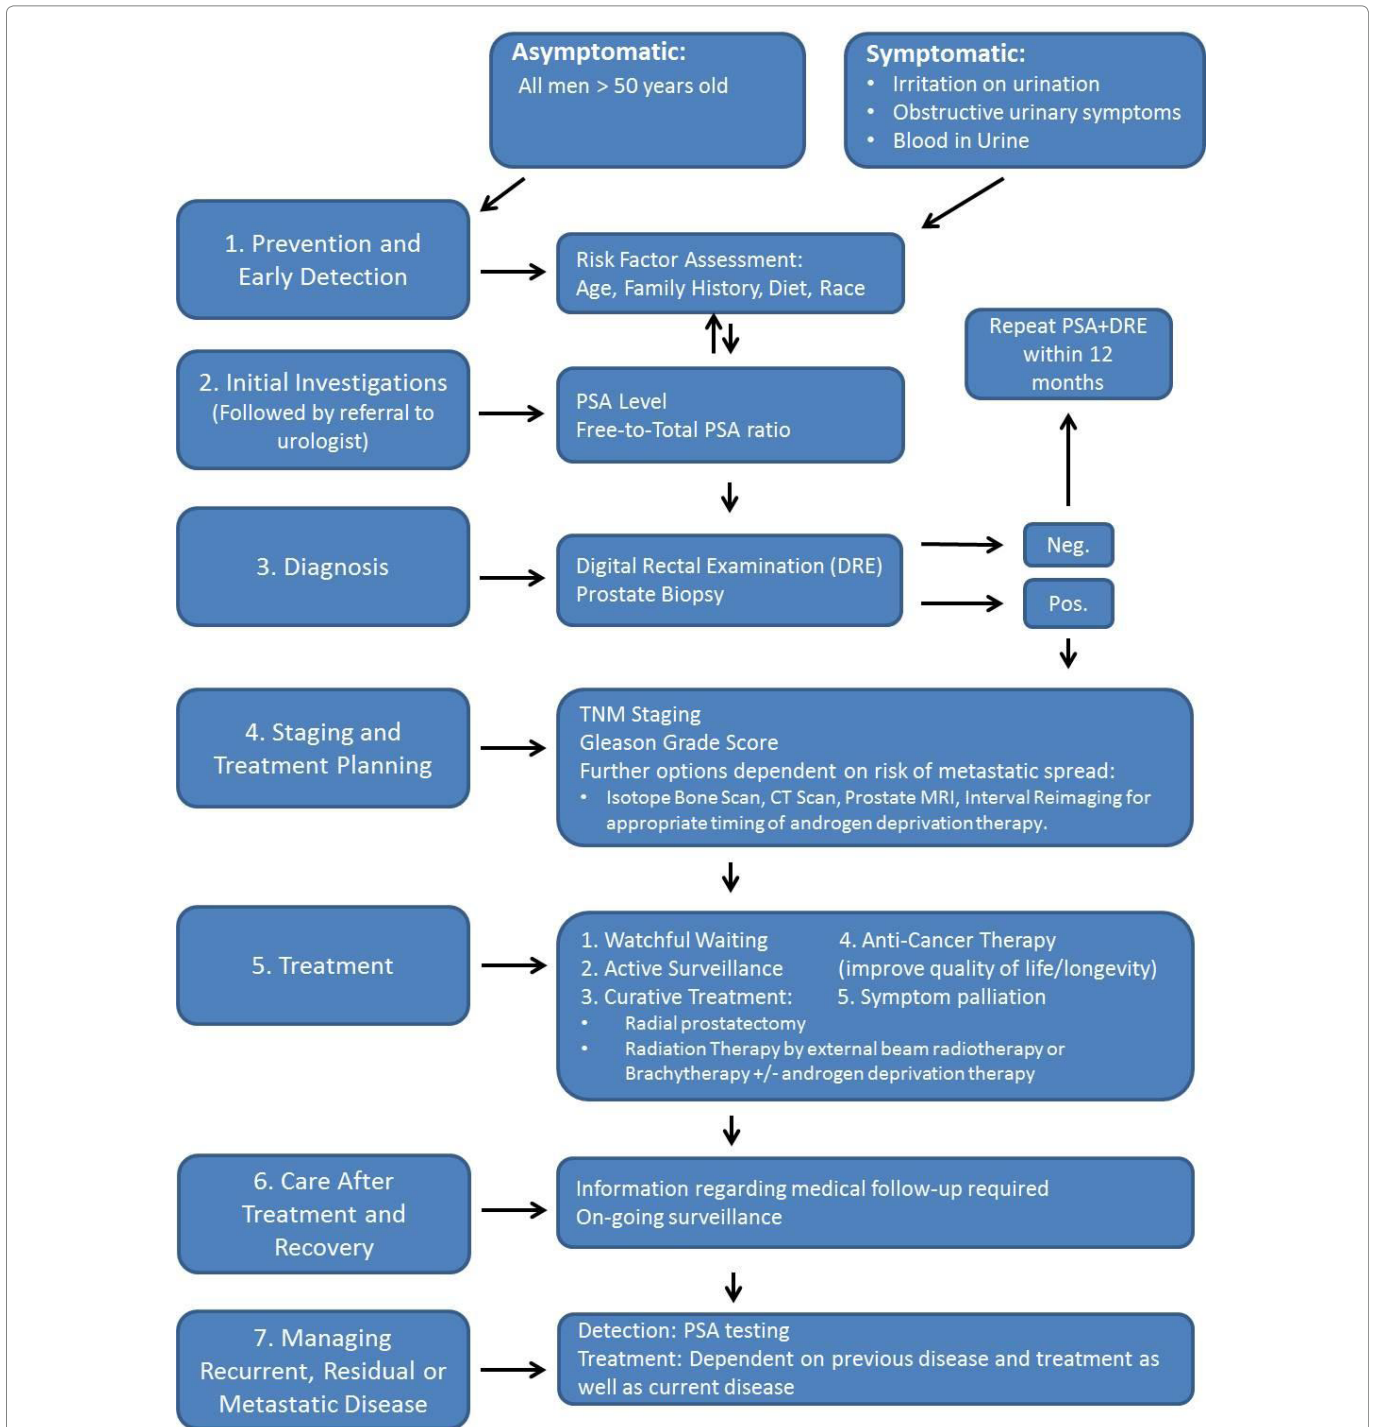 Asymptomatic:
All men > 50 years old
Symptomatic:
• Irritation on urination
• Obstructive urinary symptoms
• Blood in Urine
1. Prevention and
Early Detection
Risk Factor Assessment:
Age, Family History, Diet, Race
Repeat PSA+DRE
within 12
months
2. Initial Investigations
(Followed by referral to
urologist)
PSA Level
Free-to-Total PSA ratio
3. Diagnosis
Digital Rectal Examination (DRE)
Prostate Biopsy
Neg.
Pos.
4. Staging and
Treatment Planning
TNM Staging
Gleason Grade Score
Further options dependent on risk of metastatic spread:
• Isotope Bone Scan, CT Scan, Prostate MRI, Interval Reimaging for
appropriate timing of androgen deprivation therapy.
5. Treatment
1. Watchful Waiting
2. Active Surveillance
3. Curative Treatment:
• Radial prostatectomy
• Radiation Therapy by external beam radiotherapy or
Brachytherapy +/- androgen deprivation therapy
4. Anti-Cancer Therapy
(improve quality of life/longevity)
5. Symptom palliation
6. Care After
Treatment and
Recovery
Information regarding medical follow-up required
On-going surveillance
7. Managing
Recurrent, Residual or
Metastatic Disease
Detection: PSA testing
Treatment: Dependent on previous disease and treatment as
well as current disease